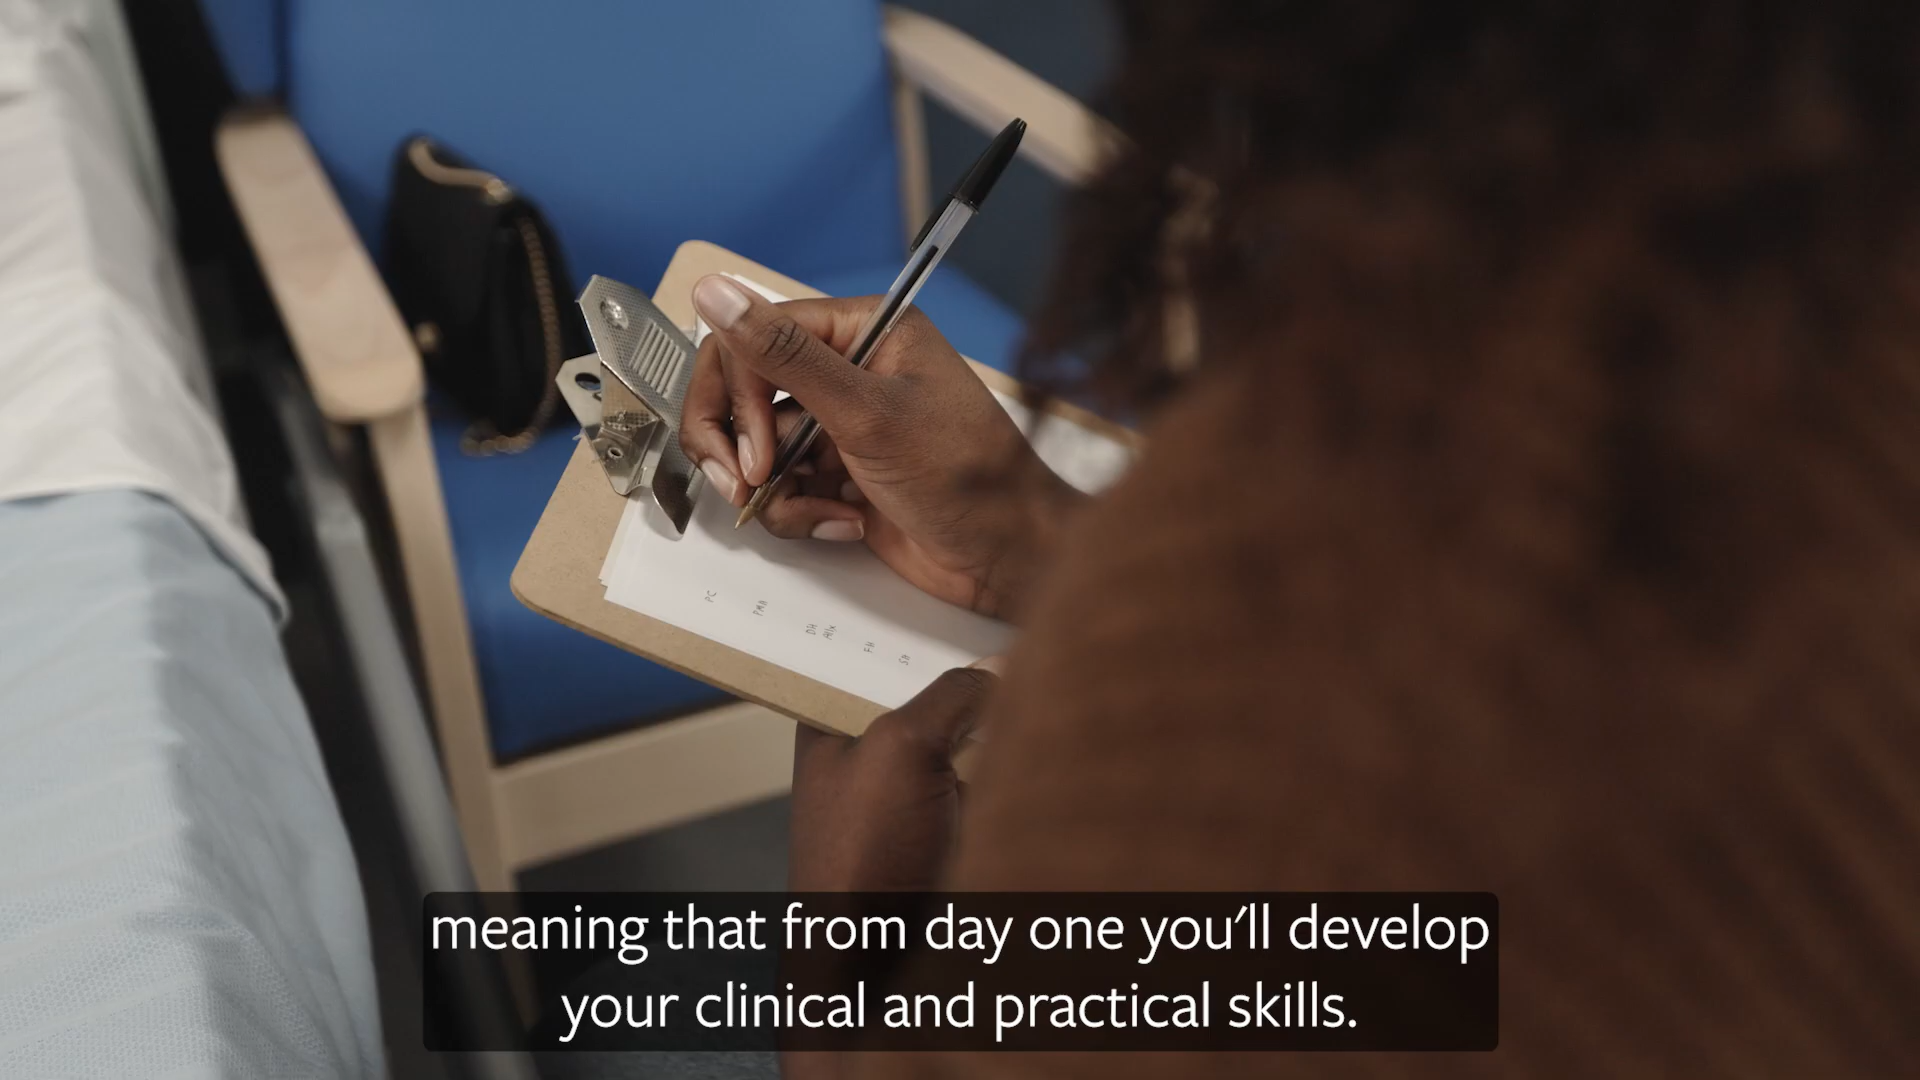 PC
PMH
DH
Allx
FH
SH
meaning that from day one you'll develop
your clinical and practical skills.